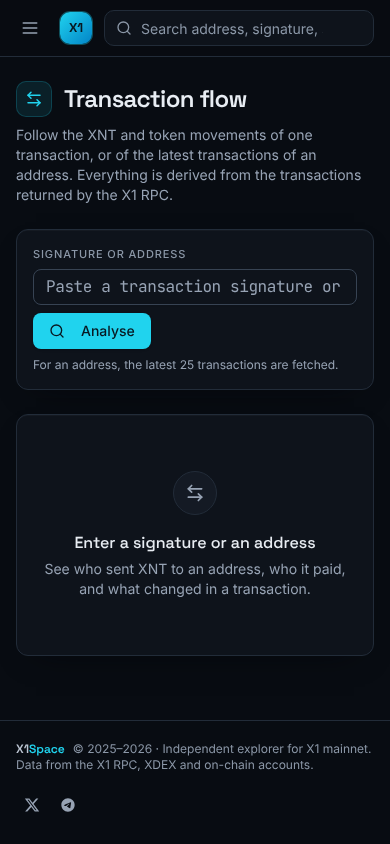 X1 Search address, signature,
Transaction flow
Follow the XNT and token movements of one
transaction, or of the latest transactions of an
address. Everything is derived from the transactions
returned by the X1 RPC.
SIGNATURE OR ADDRESS
Paste a transaction signature or
Analyse
For an address, the latest 25 transactions are fetched.
Enter a signature or an address
See who sent XNT to an address, who it paid,
and what changed in a transaction.
X1Space © 2025–2026 · Independent explorer for X1 mainnet.
Data from the X1 RPC, XDEX and on-chain accounts.